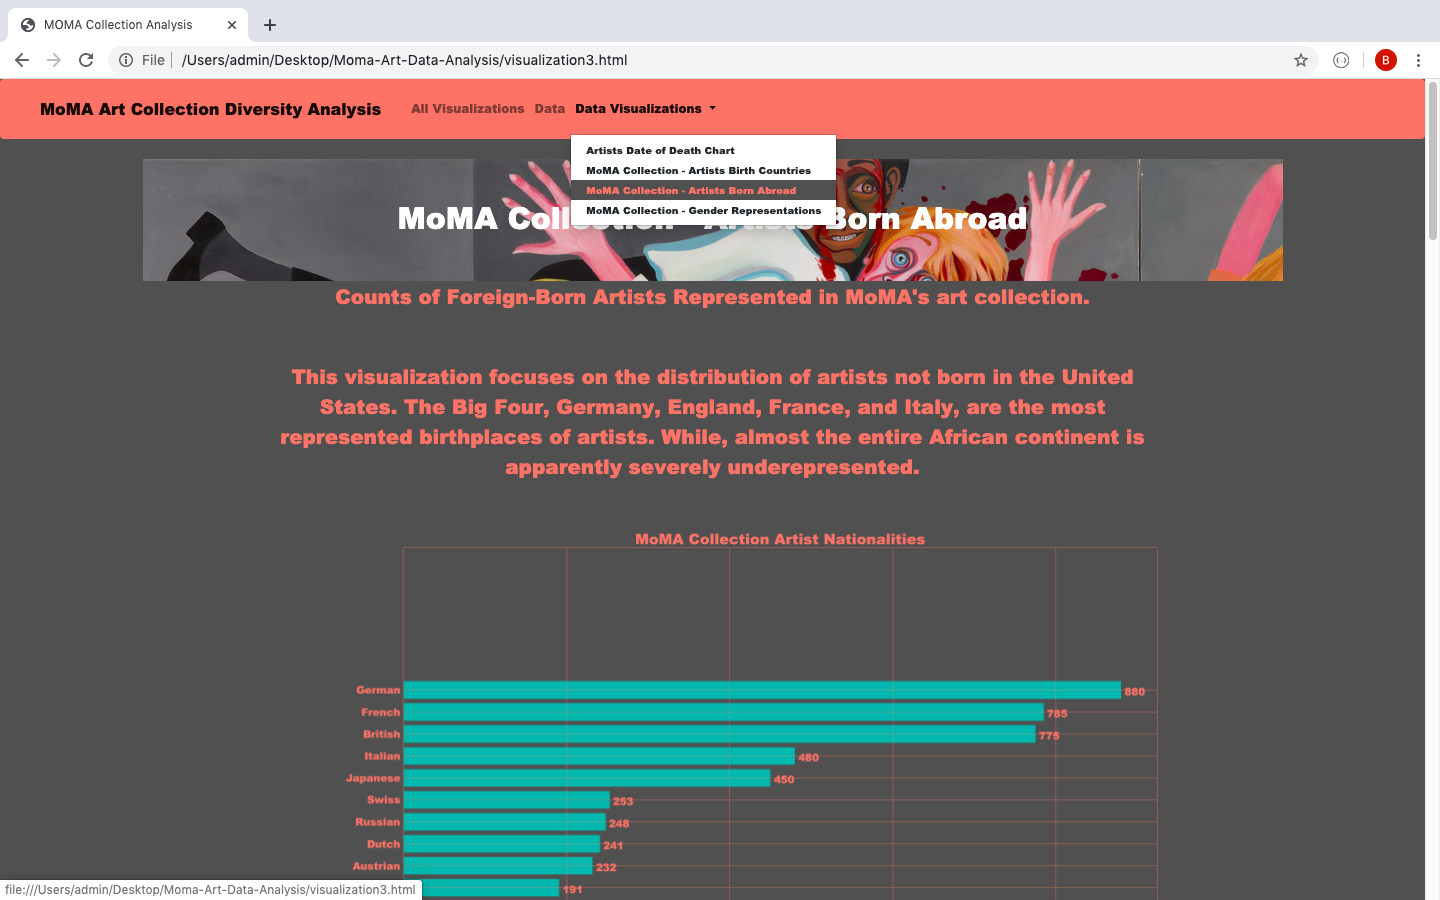 MOMA Collection Analysis
File
/Users/admin/Desktop/Moma-Art-Data-Analysis/visualization3.html
B
MoMA Art Collection Diversity Analysis
All Visualizations
Data
Data Visualizations
Artists Date of Death Chart
MoMA Collection - Artists Birth Countries
MoMA Collection - Artists Born Abroad
MoMA Collection - Gender Representations
MoMA Collection - Artists Born Abroad
Counts of Foreign-Born Artists Represented in MoMA's art collection.
This visualization focuses on the distribution of artists not born in the United
States. The Big Four, Germany, England, France, and Italy, are the most
represented birthplaces of artists. While, almost the entire African continent is
apparently severely underepresented.
MoMA Collection Artist Nationalities
German 880
French 785
British 775
Italian 480
Japanese 450
Swiss 253
Russian 248
Dutch 241
Austrian 232
191
file:///Users/admin/Desktop/Moma-Art-Data-Analysis/visualization3.html